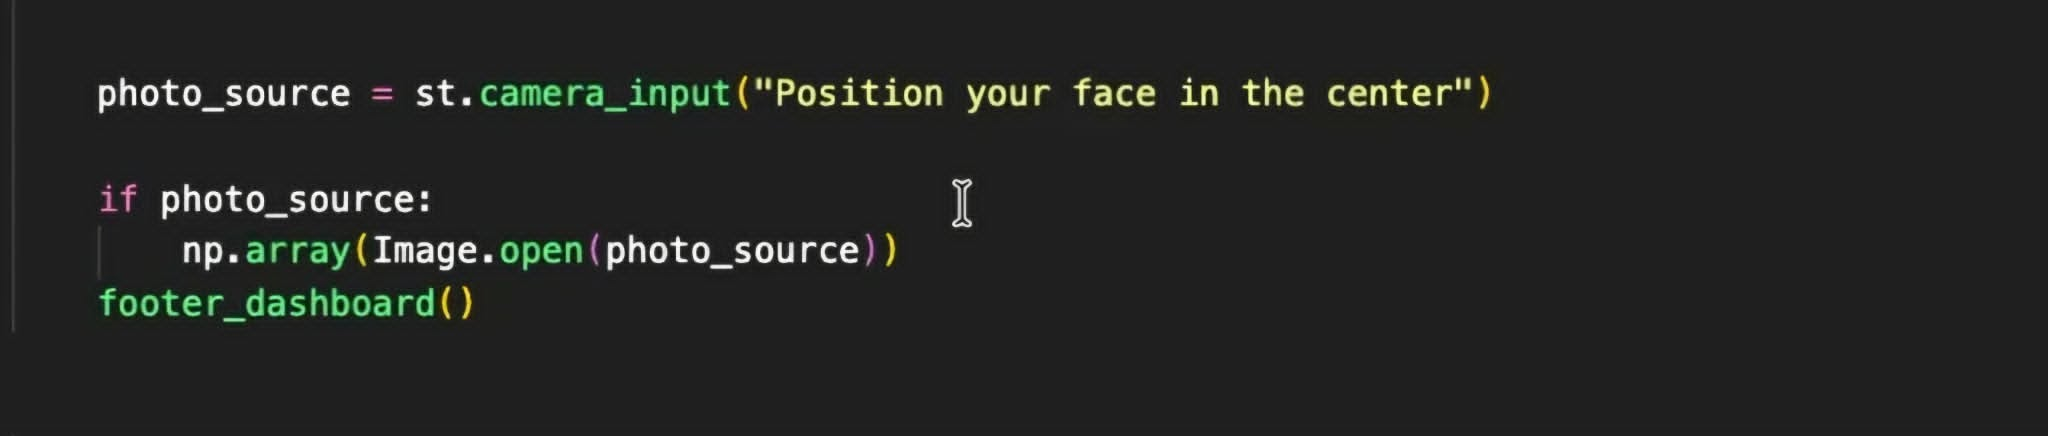 photo_source = st.camera_input("Position your face in the center")
if photo_source:
np.array(Image.open(photo_source))
footer_dashboard()